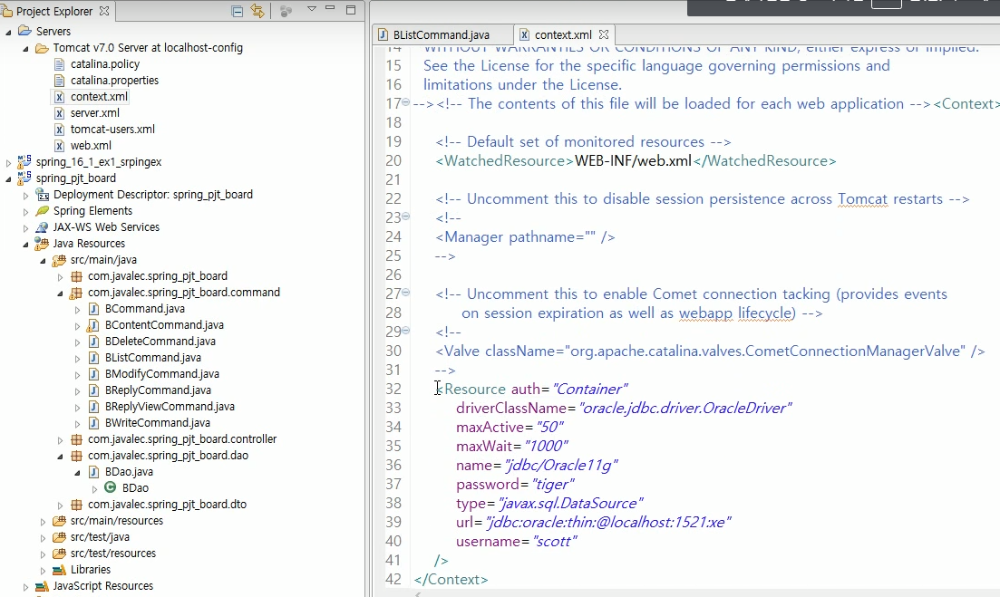 Project Explorer
Servers
Tomcat v7.0 Server at localhost-config
catalina.policy
catalina.properties
context.xml
server.xml
tomcat-users.xml
web.xml
spring_16_1_ex1_srpingex
spring_pjt_board
Deployment Descriptor: spring_pjt_board
Spring Elements
JAX-WS Web Services
Java Resources
src/main/java
com.javalec.spring_pjt_board
com.javalec.spring_pjt_board.command
BCommand.java
BContentCommand.java
BDeleteCommand.java
BListCommand.java
BModifyCommand.java
BReplyCommand.java
BReplyViewCommand.java
BWriteCommand.java
com.javalec.spring_pjt_board.controller
com.javalec.spring_pjt_board.dao
BDao.java
BDao
com.javalec.spring_pjt_board.dto
src/main/resources
src/test/java
src/test/resources
Libraries
JavaScript Resources
BListCommand.java context.xml
14 WITHOUT WARRANTIES OR CONDITIONS OF ANY KIND, either express or implied.
15 See the License for the specific language governing permissions and
16 limitations under the License.
17 --><!-- The contents of this file will be loaded for each web application --><Context>
18
19 <!-- Default set of monitored resources -->
20 <WatchedResource>WEB-INF/web.xml</WatchedResource>
21
22 <!-- Uncomment this to disable session persistence across Tomcat restarts -->
23 <!--
24 <Manager pathname="" />
25 -->
26
27 <!-- Uncomment this to enable Comet connection tacking (provides events
28 on session expiration as well as webapp lifecycle) -->
29 <!--
30 <Valve className="org.apache.catalina.valves.CometConnectionManagerValve" />
31 -->
32 <Resource auth="Container"
33 driverClassName="oracle.jdbc.driver.OracleDriver"
34 maxActive="50"
35 maxWait="1000"
36 name="jdbc/Oracle11g"
37 password="tiger"
38 type="javax.sql.DataSource"
39 url="jdbc:oracle:thin:@localhost:1521:xe"
40 username="scott"
41 />
42 </Context>